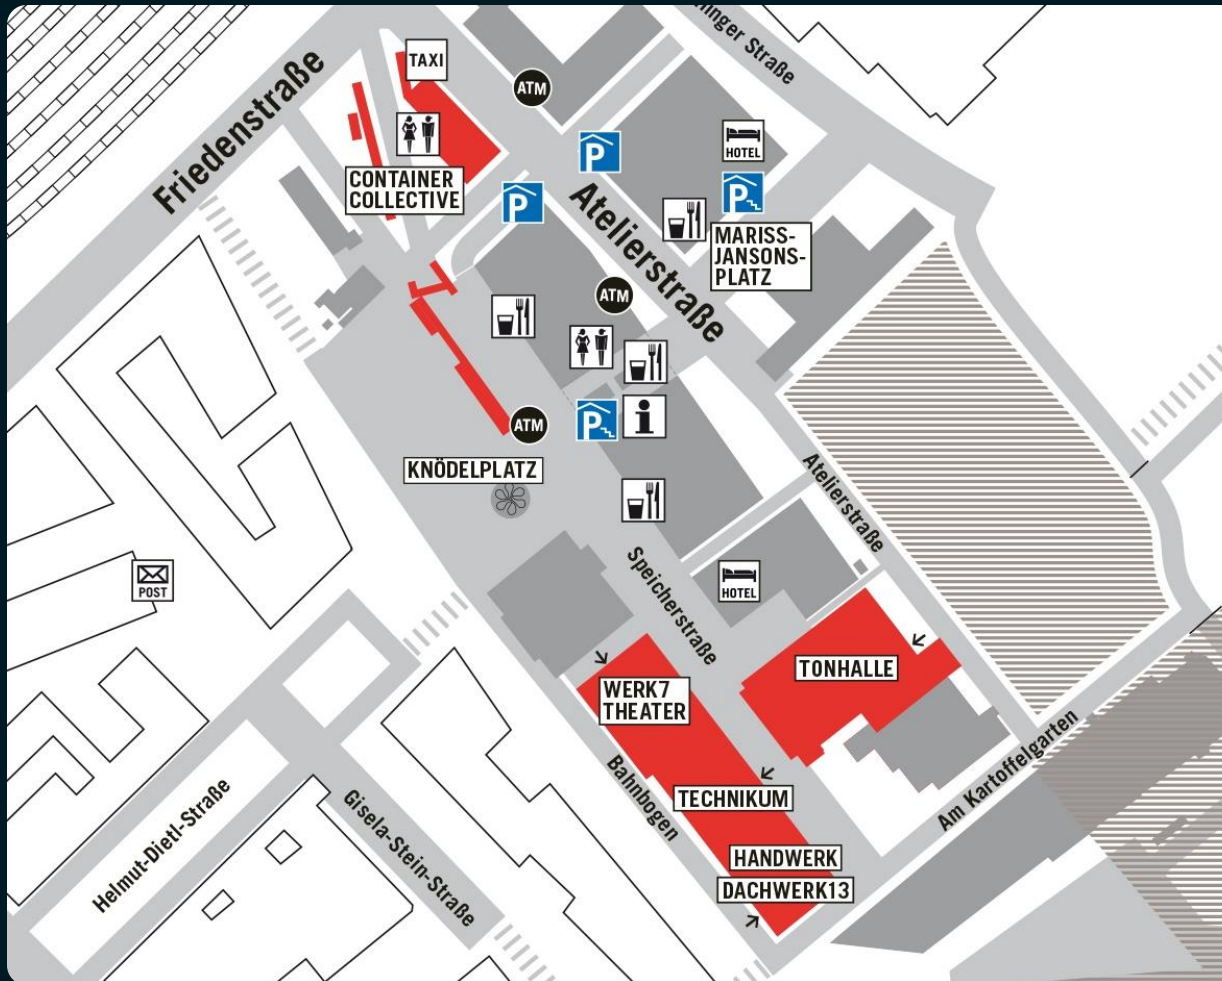 Friedenstraße
TAXI
ATM
Straße
P
HOTEL
CONTAINER
COLLECTIVE
P
P
Atelierstraße
MARISS-
JANSONS-
PLATZ
ATM
P
i
ATM
KNÖDELPLATZ
Atelierstraße
POST
Speicherstraße
HOTEL
TONHALLE
WERK7
THEATER
Bahnbogen
TECHNIKUM
Am Kartoffelgarten
Helmut-Dietl-Straße
Gisela-Stein-Straße
HANDWERK
DACHWERK13